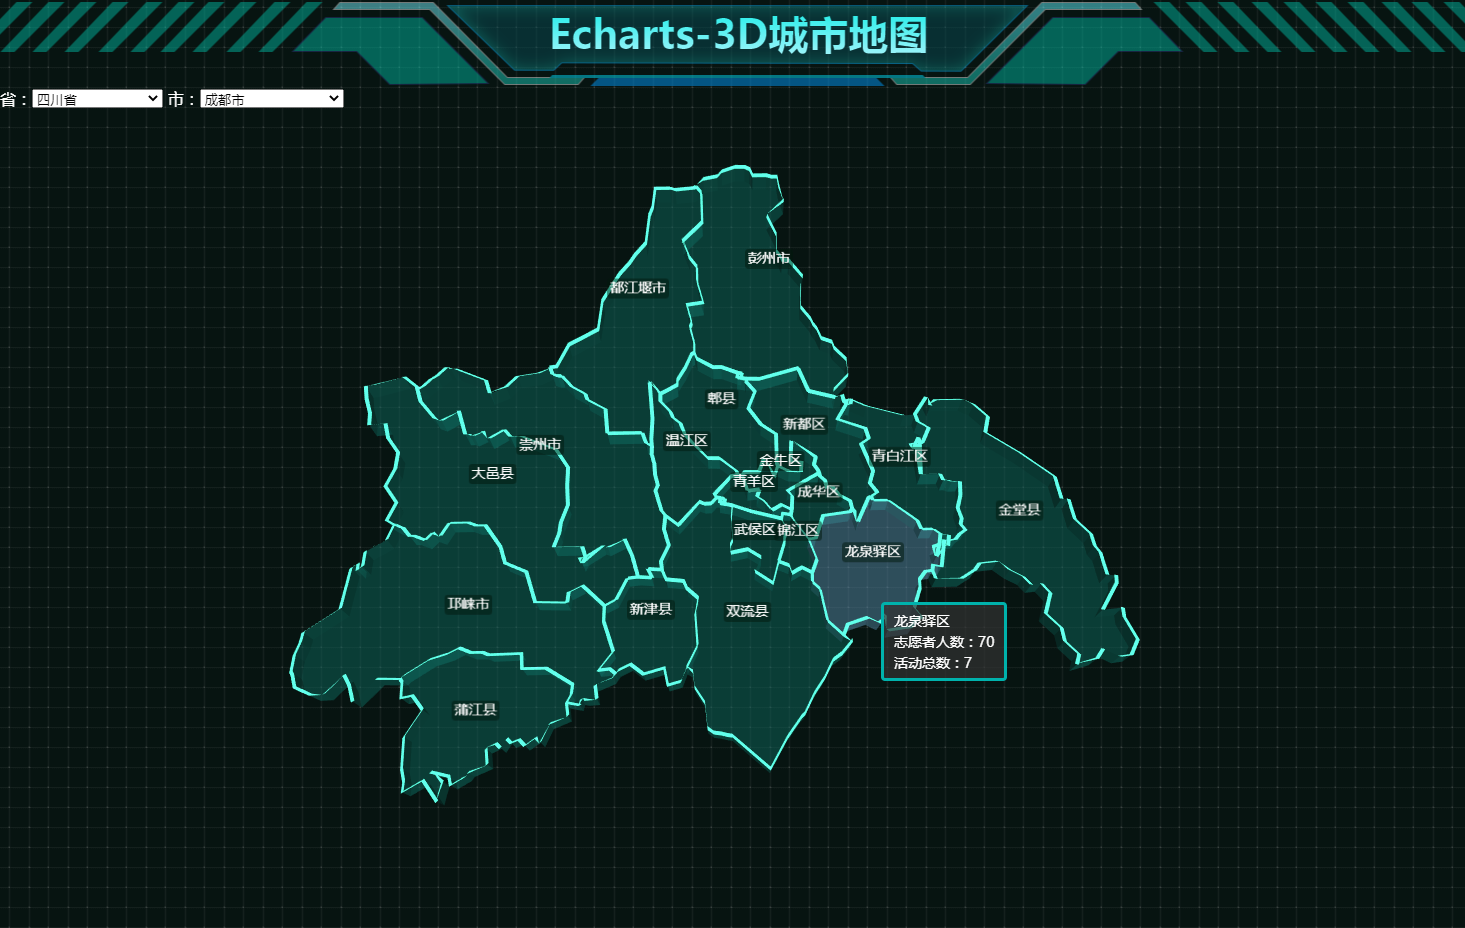 Echarts-3D城市地图
省：四川省 市：成都市
彭州市
都江堰市
郫县
新都区
温江区
崇州市
金牛区
青白江区
大邑县
青羊区
成华区
金堂县
武侯区
锦江区
龙泉驿区
邛崃市
新津县
双流县
龙泉驿区
志愿者人数：70
活动总数：7
蒲江县